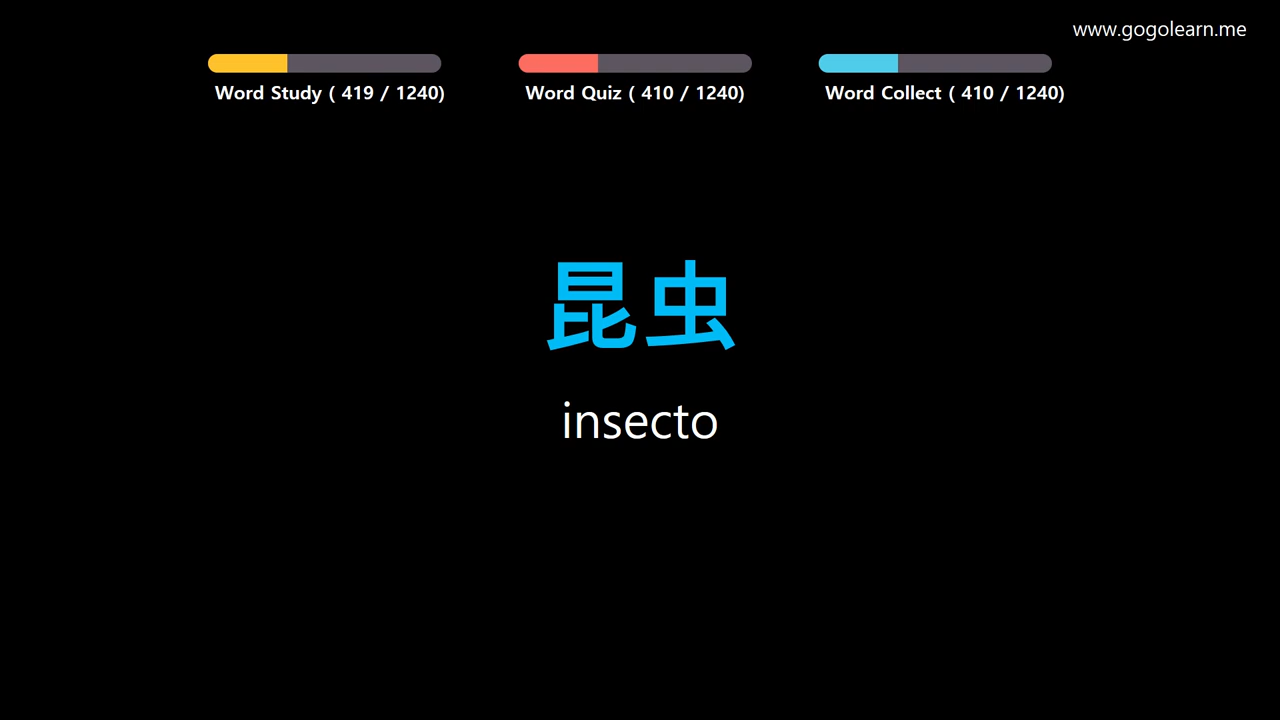 www.gogolearn.me
Word Study ( 419 / 1240)
Word Quiz ( 410 / 1240)
Word Collect ( 410 / 1240)
昆虫
insecto